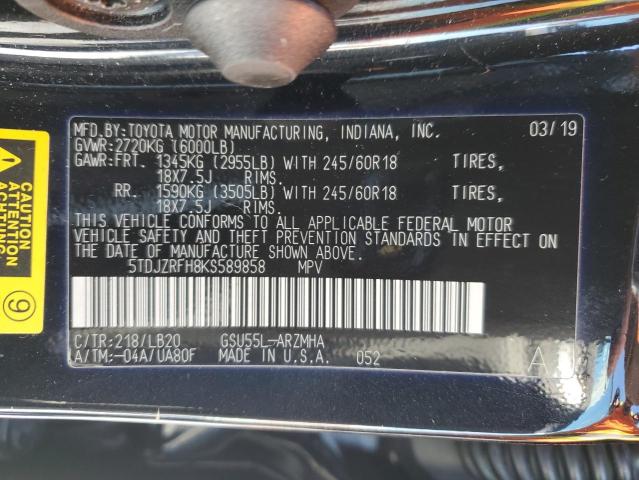 MFD.BY:TOYOTA MOTOR MANUFACTURING, INDIANA, INC. 03/19
GVWR:2720KG (6000LB)
GAWR:FRT. 1345KG (2955LB) WITH 245/60R18 TIRES,
18X7.5J RIMS.
RR. 1590KG (3505LB) WITH 245/60R18 TIRES,
18X7.5J RIMS.
THIS VEHICLE CONFORMS TO ALL APPLICABLE FEDERAL MOTOR
VEHICLE SAFETY AND THEFT PREVENTION STANDARDS IN EFFECT ON
THE DATE OF MANUFACTURE SHOWN ABOVE.
5TDJZRFH8KS589858 MPV
C/TR:218/LB20 GSU55L-ARZMHA
A/TM:-04A/UA80F MADE IN U.S.A. 052
CAUTION
ATTENTION
9